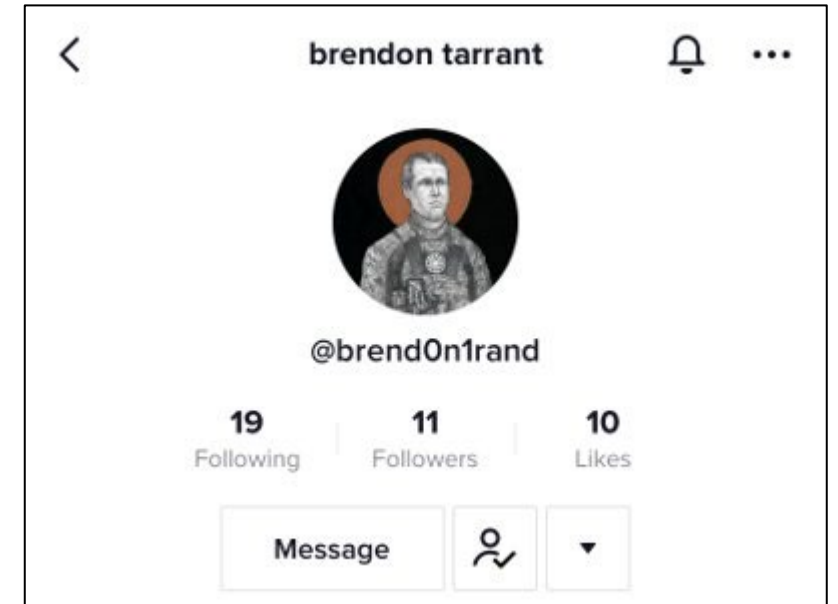 brendon tarrant
@brend0n1rand
19 11 10
Following Followers Likes
Message